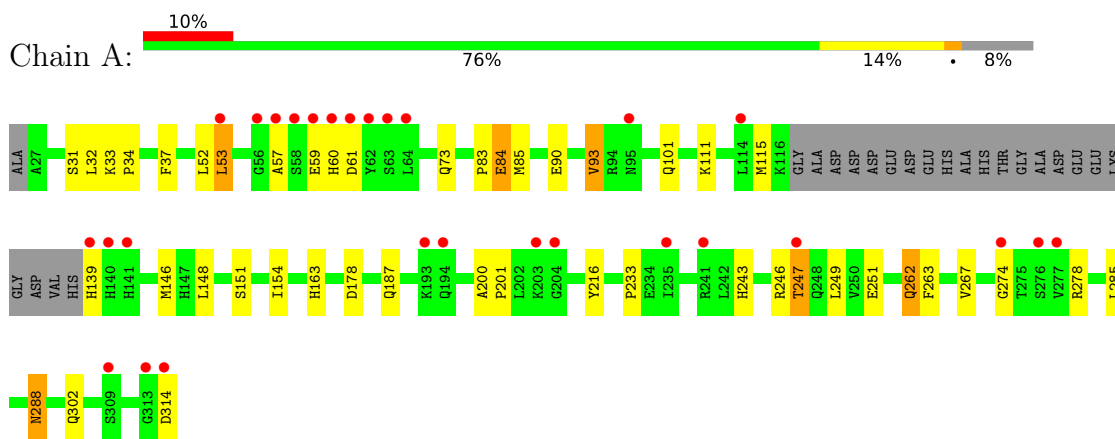 10%
Chain A:
76% 14% • 8%
ALA A27 S31 L32 K33 P34 F37 L52 L53 G56 A57 S58 E59 H60 D61 Y62 S63 L64 Q73 P83 E84 M85 E90 V93 R94 N95 Q101 K111 L114 M115 K116 GLY ALA ASP ASP ASP GLU ASP GLU HIS ALA HIS THR GLY ALA ASP GLU GLU LYS
GLY ASP VAL HIS H139 H140 H141 M146 H147 L148 S151 I154 H163 D178 Q187 K193 Q194 A200 P201 L202 K203 G204 Y216 P233 E234 I235 R241 L242 H243 R246 T247 Q248 L249 V250 E251 Q262 F263 V267 G274 T275 S276 V277 R278
N288 Q302 S309 G313 D314